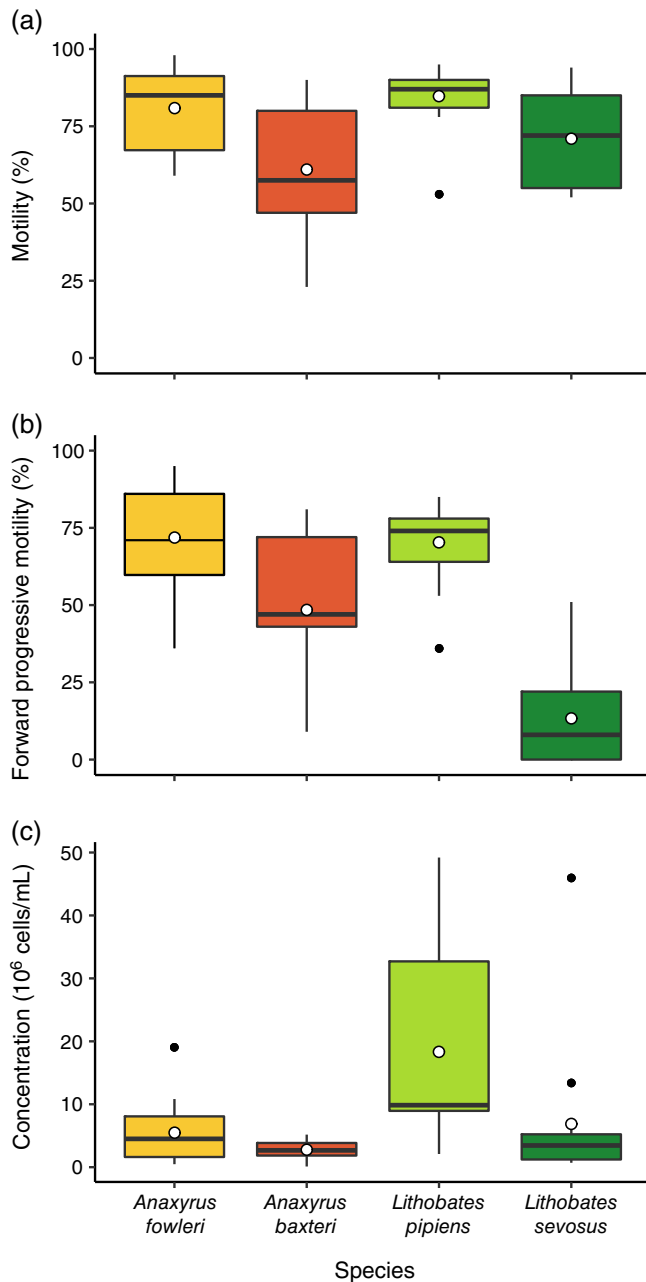 (a)
100
75
50
25
0
Motility (%)
(b)
100
75
50
25
0
Forward progressive motility (%)
(c)
50
40
30
20
10
0
Concentration (10⁶ cells/mL)
Anaxyrus fowleri
Anaxyrus baxteri
Lithobates pipiens
Lithobates sevosus
Species